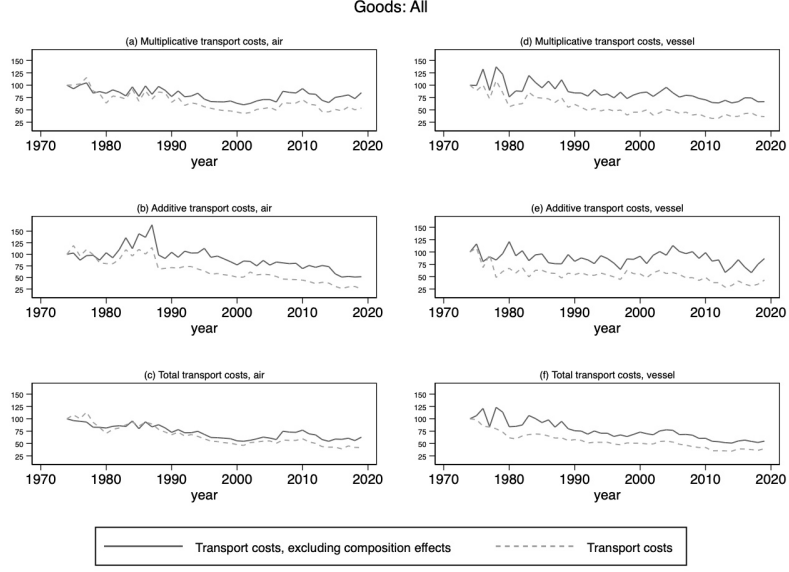 Goods: All
(a) Multiplicative transport costs, air
150
125
100
75
50
25
1970 1980 1990 2000 2010 2020
year
(d) Multiplicative transport costs, vessel
150
125
100
75
50
25
1970 1980 1990 2000 2010 2020
year
(b) Additive transport costs, air
150
125
100
75
50
25
1970 1980 1990 2000 2010 2020
year
(e) Additive transport costs, vessel
150
125
100
75
50
25
1970 1980 1990 2000 2010 2020
year
(c) Total transport costs, air
150
125
100
75
50
25
1970 1980 1990 2000 2010 2020
year
(f) Total transport costs, vessel
150
125
100
75
50
25
1970 1980 1990 2000 2010 2020
year
Transport costs, excluding composition effects
Transport costs